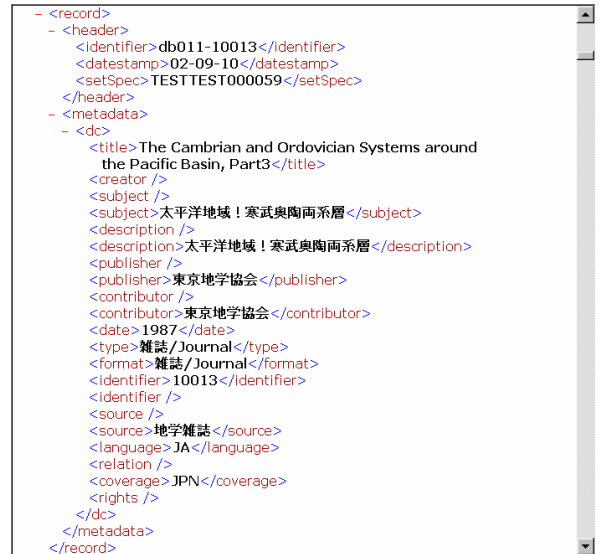 - <record>
- <header>
<identifier>db011-10013</identifier>
<datestamp>02-09-10</datestamp>
<setSpec>TESTTEST000059</setSpec>
</header>
- <metadata>
- <dc>
<title>The Cambrian and Ordovician Systems around
the Pacific Basin, Part3</title>
<creator />
<subject />
<subject>太平洋地域！寒武奥陶両系層</subject>
<description />
<description>太平洋地域！寒武奥陶両系層</description>
<publisher />
<publisher>東京地学協会</publisher>
<contributor />
<contributor>東京地学協会</contributor>
<date>1987</date>
<type>雑誌/Journal</type>
<format>雑誌/Journal</format>
<identifier>10013</identifier>
<identifier />
<source />
<source>地学雑誌</source>
<language>JA</language>
<relation />
<coverage>JPN</coverage>
<rights />
</dc>
</metadata>
</record>